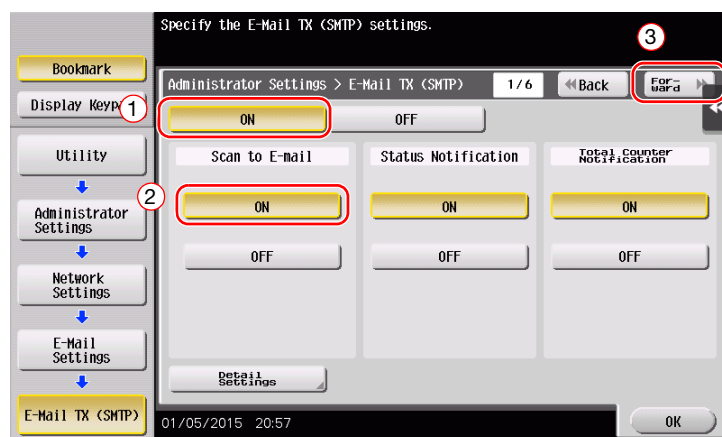 Specify the E-Mail TX (SMTP) settings.
3
Bookmark
Administrator Settings > E-Mail TX (SMTP)
1/6
Back
For-
ward
Display Keyp
1
ON
OFF
Utility
Scan to E-mail
Status Notification
Total Counter
Notification
2
Administrator
Settings
ON
ON
ON
OFF
OFF
OFF
Network
Settings
E-Mail
Settings
Detail
Settings
E-Mail TX (SMTP)
01/05/2015 20:57
OK